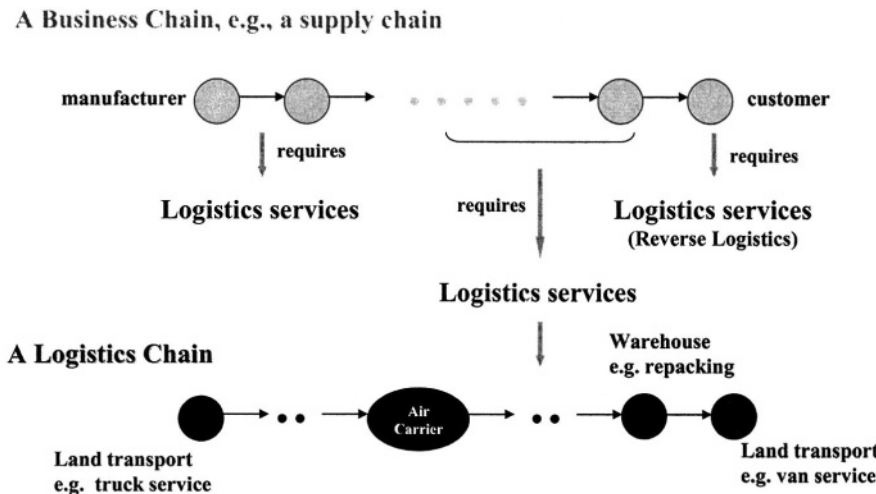 A Business Chain, e.g., a supply chain
manufacturer
customer
requires
requires
Logistics services
requires
Logistics services
(Reverse Logistics)
Logistics services
A Logistics Chain
Warehouse
e.g. repacking
Air
Carrier
Land transport
e.g. truck service
Land transport
e.g. van service